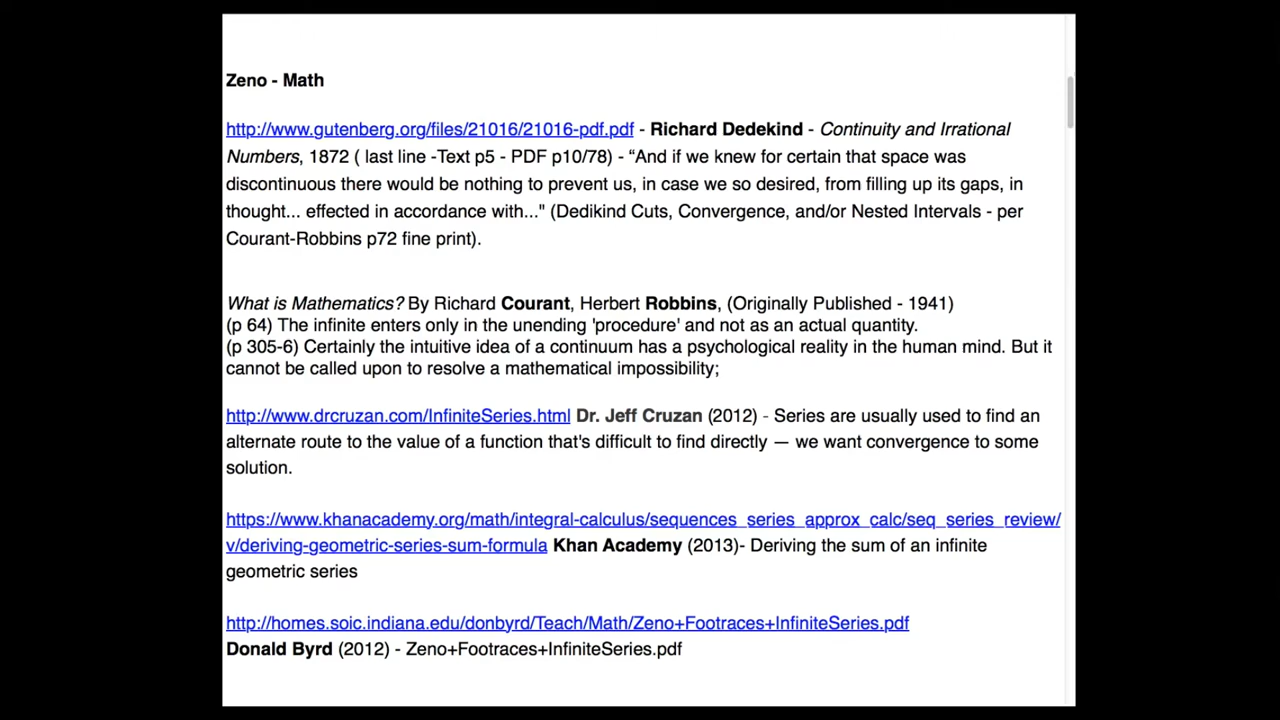 Zeno - Math
http://www.gutenberg.org/files/21016/21016-pdf.pdf - Richard Dedekind - Continuity and Irrational
Numbers, 1872 ( last line -Text p5 - PDF p10/78) - “And if we knew for certain that space was
discontinuous there would be nothing to prevent us, in case we so desired, from filling up its gaps, in
thought... effected in accordance with..." (Dedikind Cuts, Convergence, and/or Nested Intervals - per
Courant-Robbins p72 fine print).
What is Mathematics? By Richard Courant, Herbert Robbins, (Originally Published - 1941)
(p 64) The infinite enters only in the unending 'procedure' and not as an actual quantity.
(p 305-6) Certainly the intuitive idea of a continuum has a psychological reality in the human mind. But it
cannot be called upon to resolve a mathematical impossibility;
http://www.drcruzan.com/InfiniteSeries.html Dr. Jeff Cruzan (2012) - Series are usually used to find an
alternate route to the value of a function that's difficult to find directly — we want convergence to some
solution.
https://www.khanacademy.org/math/integral-calculus/sequences_series_approx_calc/seq_series_review/
v/deriving-geometric-series-sum-formula Khan Academy (2013)- Deriving the sum of an infinite
geometric series
http://homes.soic.indiana.edu/donbyrd/Teach/Math/Zeno+Footraces+InfiniteSeries.pdf
Donald Byrd (2012) - Zeno+Footraces+InfiniteSeries.pdf